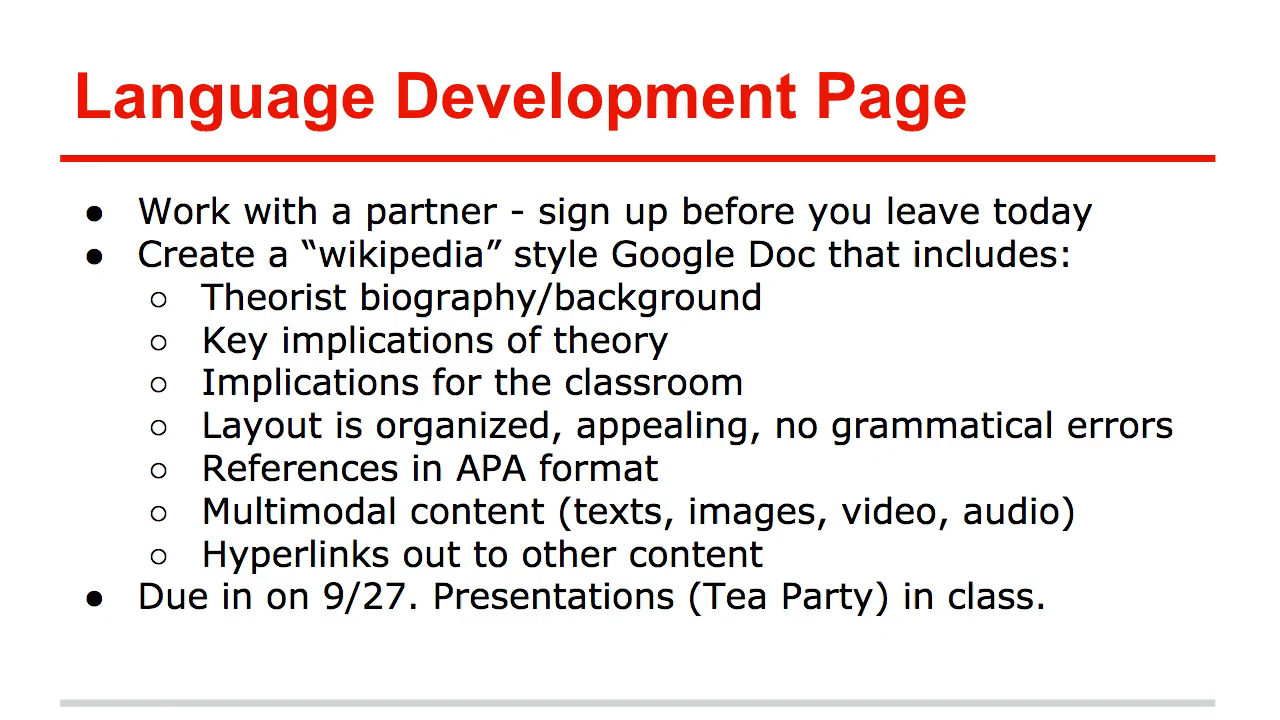 Language Development Page
● Work with a partner - sign up before you leave today
● Create a “wikipedia” style Google Doc that includes:
○ Theorist biography/background
○ Key implications of theory
○ Implications for the classroom
○ Layout is organized, appealing, no grammatical errors
○ References in APA format
○ Multimodal content (texts, images, video, audio)
○ Hyperlinks out to other content
● Due in on 9/27. Presentations (Tea Party) in class.